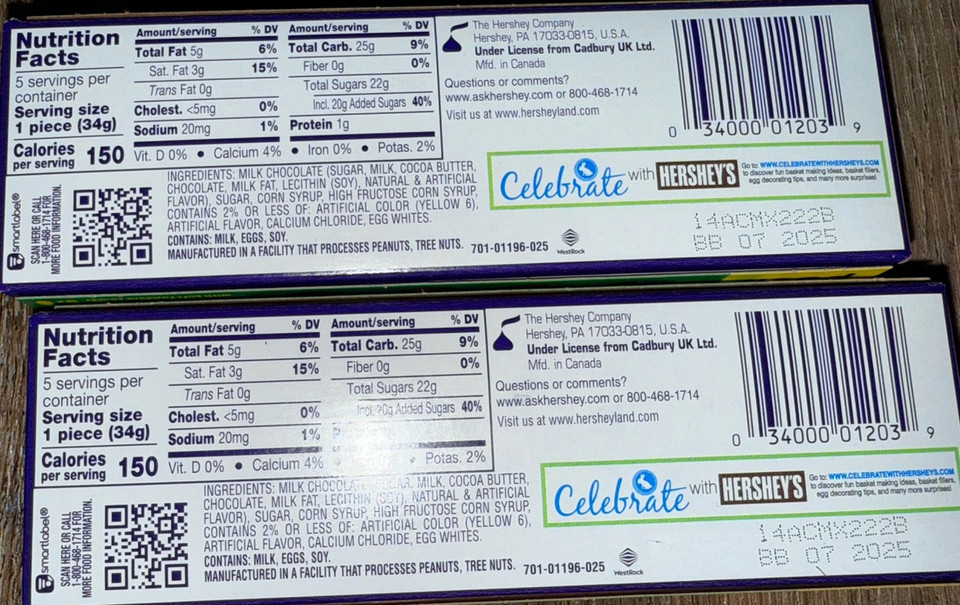 Nutrition
Facts
5 servings per
container
Serving size
1 piece (34g)
Calories
per serving 150
Amount/serving % DV
Total Fat 5g 6%
Sat. Fat 3g 15%
Trans Fat 0g
Cholest. <5mg 0%
Sodium 20mg 1%
Amount/serving % DV
Total Carb. 25g 9%
Fiber 0g 0%
Total Sugars 22g
Incl. 20g Added Sugars 40%
Protein 1g
Vit. D 0% • Calcium 4% • Iron 0% • Potas. 2%
smartlabel®
SCAN HERE OR CALL
1-800-468-1714 FOR
MORE FOOD INFORMATION.
INGREDIENTS: MILK CHOCOLATE (SUGAR, MILK, COCOA BUTTER,
CHOCOLATE, MILK FAT, LECITHIN (SOY), NATURAL & ARTIFICIAL
FLAVOR), SUGAR, CORN SYRUP, HIGH FRUCTOSE CORN SYRUP,
CONTAINS 2% OR LESS OF: ARTIFICIAL COLOR (YELLOW 6),
ARTIFICIAL FLAVOR, CALCIUM CHLORIDE, EGG WHITES.
CONTAINS: MILK, EGGS, SOY.
MANUFACTURED IN A FACILITY THAT PROCESSES PEANUTS, TREE NUTS.
701-01196-025
WestRock
The Hershey Company
Hershey, PA 17033-0815, U.S.A.
Under License from Cadbury UK Ltd.
Mfd. in Canada
Questions or comments?
www.askhershey.com or 800-468-1714
Visit us at www.hersheyland.com
0 34000 01203 9
Celebrate with HERSHEY'S
Go to: WWW.CELEBRATEWITHHERSHEYS.COM
to discover fun basket making ideas, basket fillers,
egg decorating tips, and many more surprises!
14ACMX222B
BB 07 2025
Nutrition
Facts
5 servings per
container
Serving size
1 piece (34g)
Calories
per serving 150
Amount/serving % DV
Total Fat 5g 6%
Sat. Fat 3g 15%
Trans Fat 0g
Cholest. <5mg 0%
Sodium 20mg 1%
Amount/serving % DV
Total Carb. 25g 9%
Fiber 0g 0%
Total Sugars 22g
Incl. 20g Added Sugars 40%
Vit. D 0% • Calcium 4% • Potas. 2%
smartlabel®
SCAN HERE OR CALL
1-800-468-1714 FOR
MORE FOOD INFORMATION.
INGREDIENTS: MILK CHOCOLATE MILK, COCOA BUTTER,
CHOCOLATE, MILK FAT, LECITHIN (SOY), NATURAL & ARTIFICIAL
FLAVOR), SUGAR, CORN SYRUP, HIGH FRUCTOSE CORN SYRUP,
CONTAINS 2% OR LESS OF: ARTIFICIAL COLOR (YELLOW 6),
ARTIFICIAL FLAVOR, CALCIUM CHLORIDE, EGG WHITES.
CONTAINS: MILK, EGGS, SOY.
MANUFACTURED IN A FACILITY THAT PROCESSES PEANUTS, TREE NUTS.
701-01196-025
WestRock
The Hershey Company
Hershey, PA 17033-0815, U.S.A.
Under License from Cadbury UK Ltd.
Mfd. in Canada
Questions or comments?
www.askhershey.com or 800-468-1714
Visit us at www.hersheyland.com
0 34000 01203 9
Celebrate with HERSHEY'S
Go to: WWW.CELEBRATEWITHHERSHEYS.COM
to discover fun basket making ideas, basket fillers,
egg decorating tips, and many more surprises!
14ACMX222B
BB 07 2025